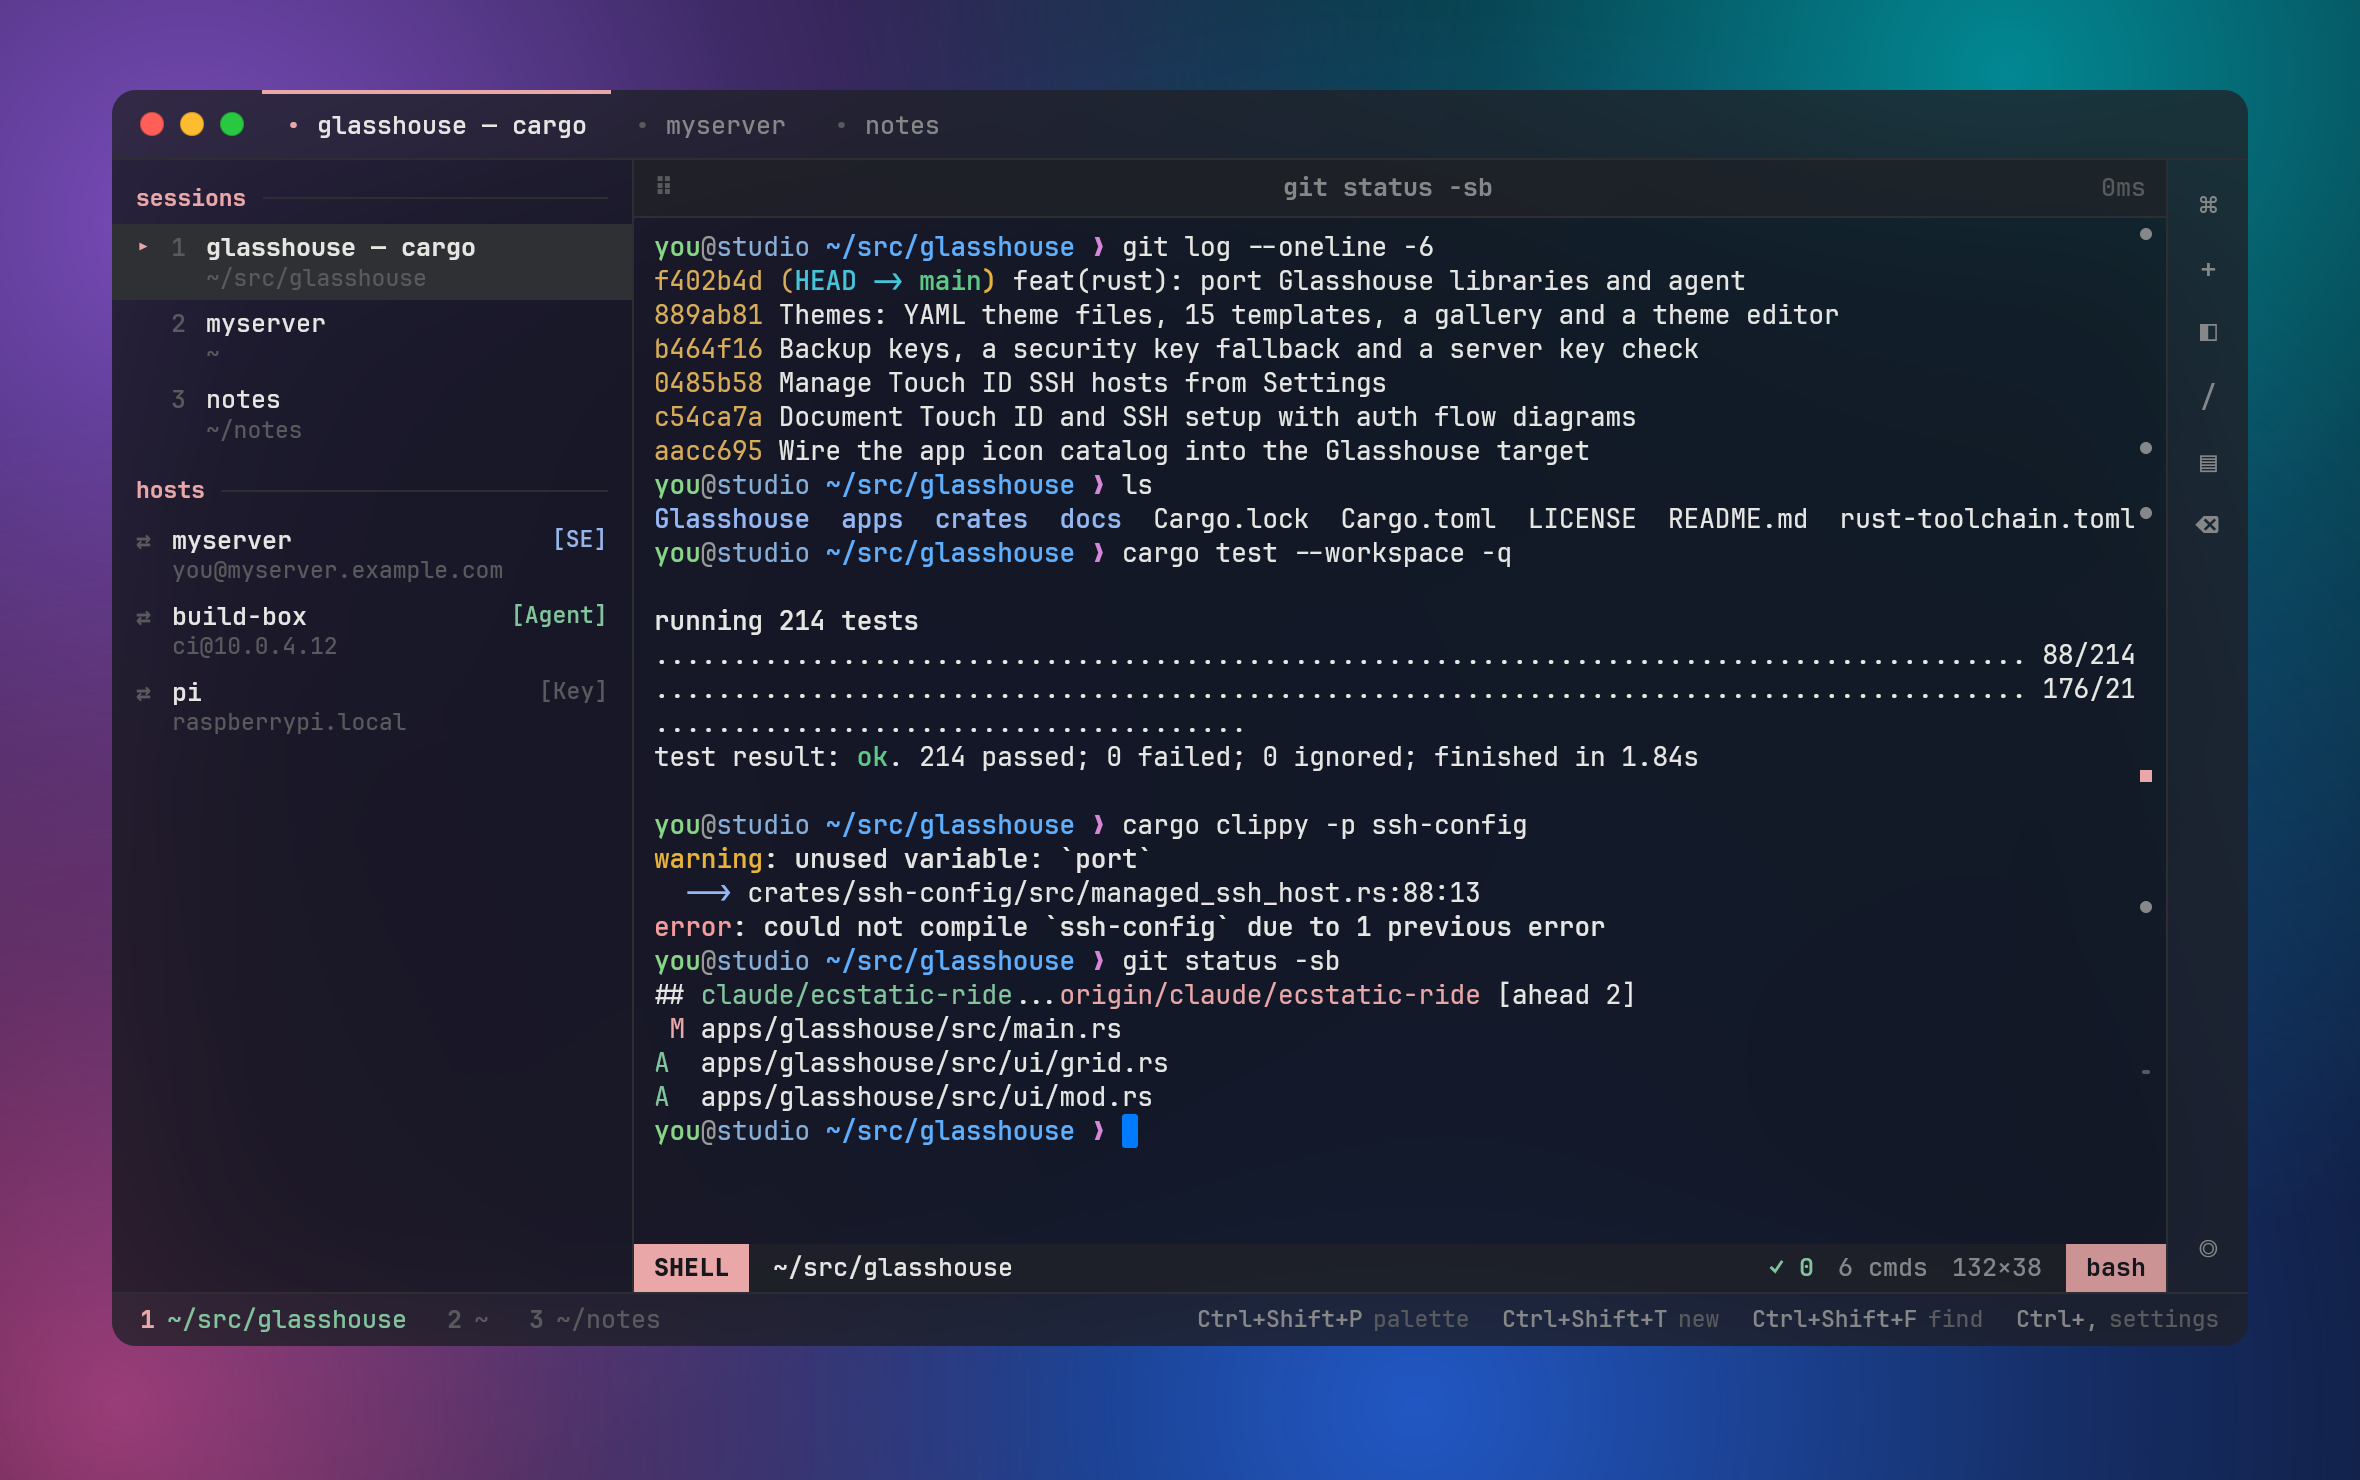 • glasshouse — cargo • myserver • notes
sessions
▸ 1 glasshouse — cargo
~/src/glasshouse
2 myserver
~
3 notes
~/notes
hosts
⇄ myserver [SE]
you@myserver.example.com
⇄ build-box [Agent]
ci@10.0.4.12
⇄ pi [Key]
raspberrypi.local
git status -sb 0ms
you@studio ~/src/glasshouse ❯ git log --oneline -6
f402b4d (HEAD -> main) feat(rust): port Glasshouse libraries and agent
889ab81 Themes: YAML theme files, 15 templates, a gallery and a theme editor
b464f16 Backup keys, a security key fallback and a server key check
0485b58 Manage Touch ID SSH hosts from Settings
c54ca7a Document Touch ID and SSH setup with auth flow diagrams
aacc695 Wire the app icon catalog into the Glasshouse target
you@studio ~/src/glasshouse ❯ ls
Glasshouse  apps  crates  docs  Cargo.lock  Cargo.toml  LICENSE  README.md  rust-toolchain.toml
you@studio ~/src/glasshouse ❯ cargo test --workspace -q
running 214 tests
........................................................................................ 88/214
........................................................................................ 176/21
......................................
test result: ok. 214 passed; 0 failed; 0 ignored; finished in 1.84s
you@studio ~/src/glasshouse ❯ cargo clippy -p ssh-config
warning: unused variable: `port`
  --> crates/ssh-config/src/managed_ssh_host.rs:88:13
error: could not compile `ssh-config` due to 1 previous error
you@studio ~/src/glasshouse ❯ git status -sb
## claude/ecstatic-ride...origin/claude/ecstatic-ride [ahead 2]
 M apps/glasshouse/src/main.rs
A  apps/glasshouse/src/ui/grid.rs
A  apps/glasshouse/src/ui/mod.rs
you@studio ~/src/glasshouse ❯
SHELL ~/src/glasshouse ✓ 0 6 cmds 132×38 bash
1 ~/src/glasshouse 2 ~ 3 ~/notes Ctrl+Shift+P palette Ctrl+Shift+T new Ctrl+Shift+F find Ctrl+, settings